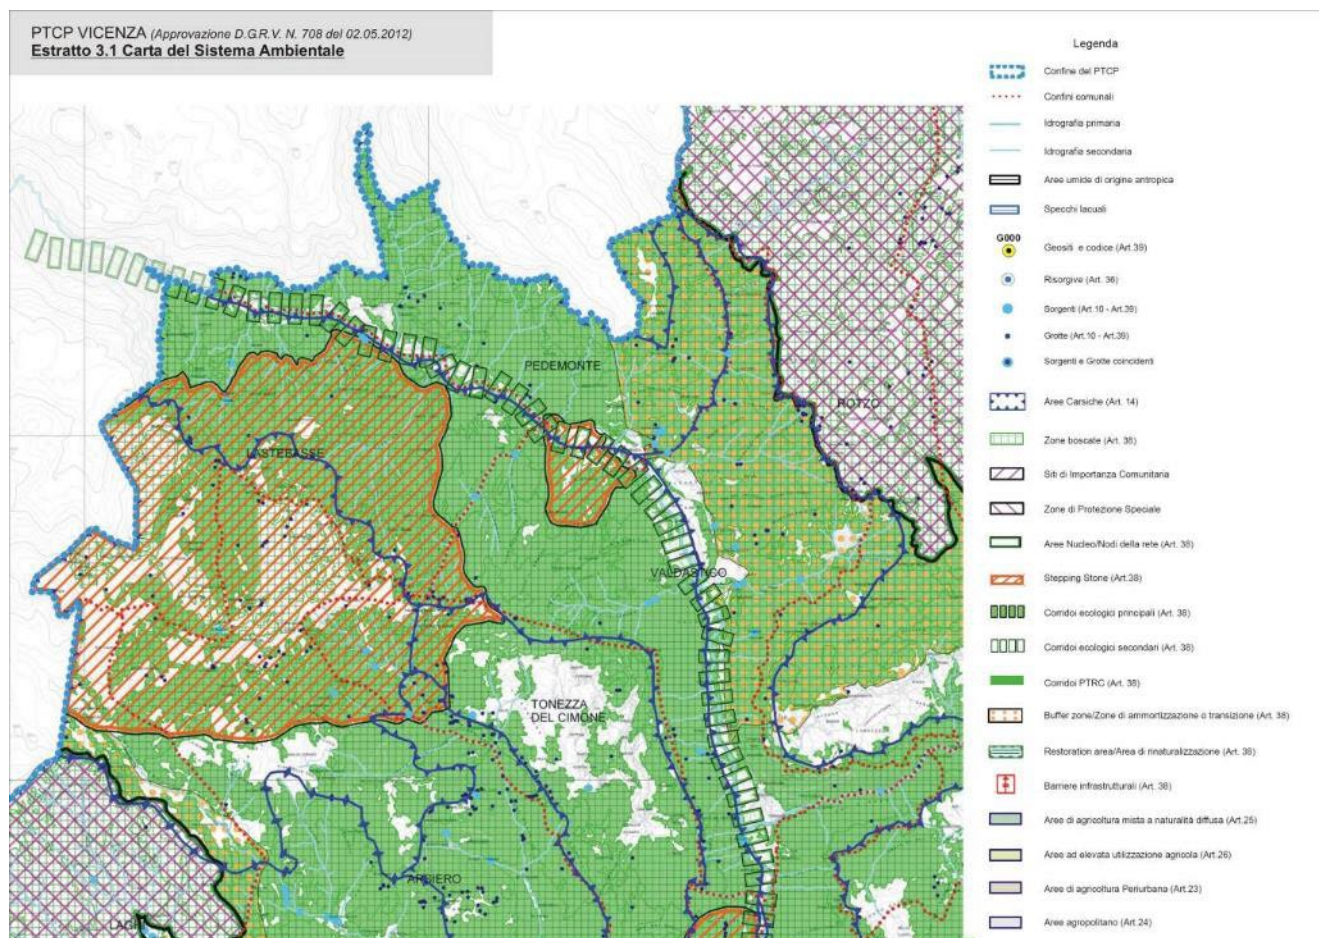 PTCP VICENZA (Approvazione D.G.R.V. N. 708 del 02.05.2012)
Estratto 3.1 Carta del Sistema Ambientale
Legenda
Confine del PTCP
Confini comunali
Idrografia primaria
Idrografia secondaria
Aree umide di origine antropica
Specchi lacuali
G000
Geositi e codice (Art.39)
Risorgive (Art. 36)
Sorgenti (Art.10 - Art.39)
Grotte (Art.10 - Art.39)
Sorgenti e Grotte coincidenti
Aree Carsiche (Art. 14)
Zone boscate (Art. 38)
Siti di Importanza Comunitaria
Zone di Protezione Speciale
Aree Nucleo/Nodi della rete (Art. 38)
Stepping Stone (Art.38)
Corridoi ecologici principali (Art. 38)
Corridoi ecologici secondari (Art. 38)
Corridoi PTRC (Art. 38)
Buffer zone/Zone di ammortizzazione o transizione (Art. 38)
Restoration area/Area di rinaturalizzazione (Art. 38)
Barriere infrastrutturali (Art. 38)
Aree di agricoltura mista a naturalità diffusa (Art.25)
Aree ad elevata utilizzazione agricola (Art.26)
Aree di agricoltura Periurbana (Art.23)
Aree agropolitano (Art.24)
PEDEMONTE
ROTZO
LASTEBASSE
VALDASTICO
TONEZZA
DEL CIMONE
ARSIERO
LAGHI